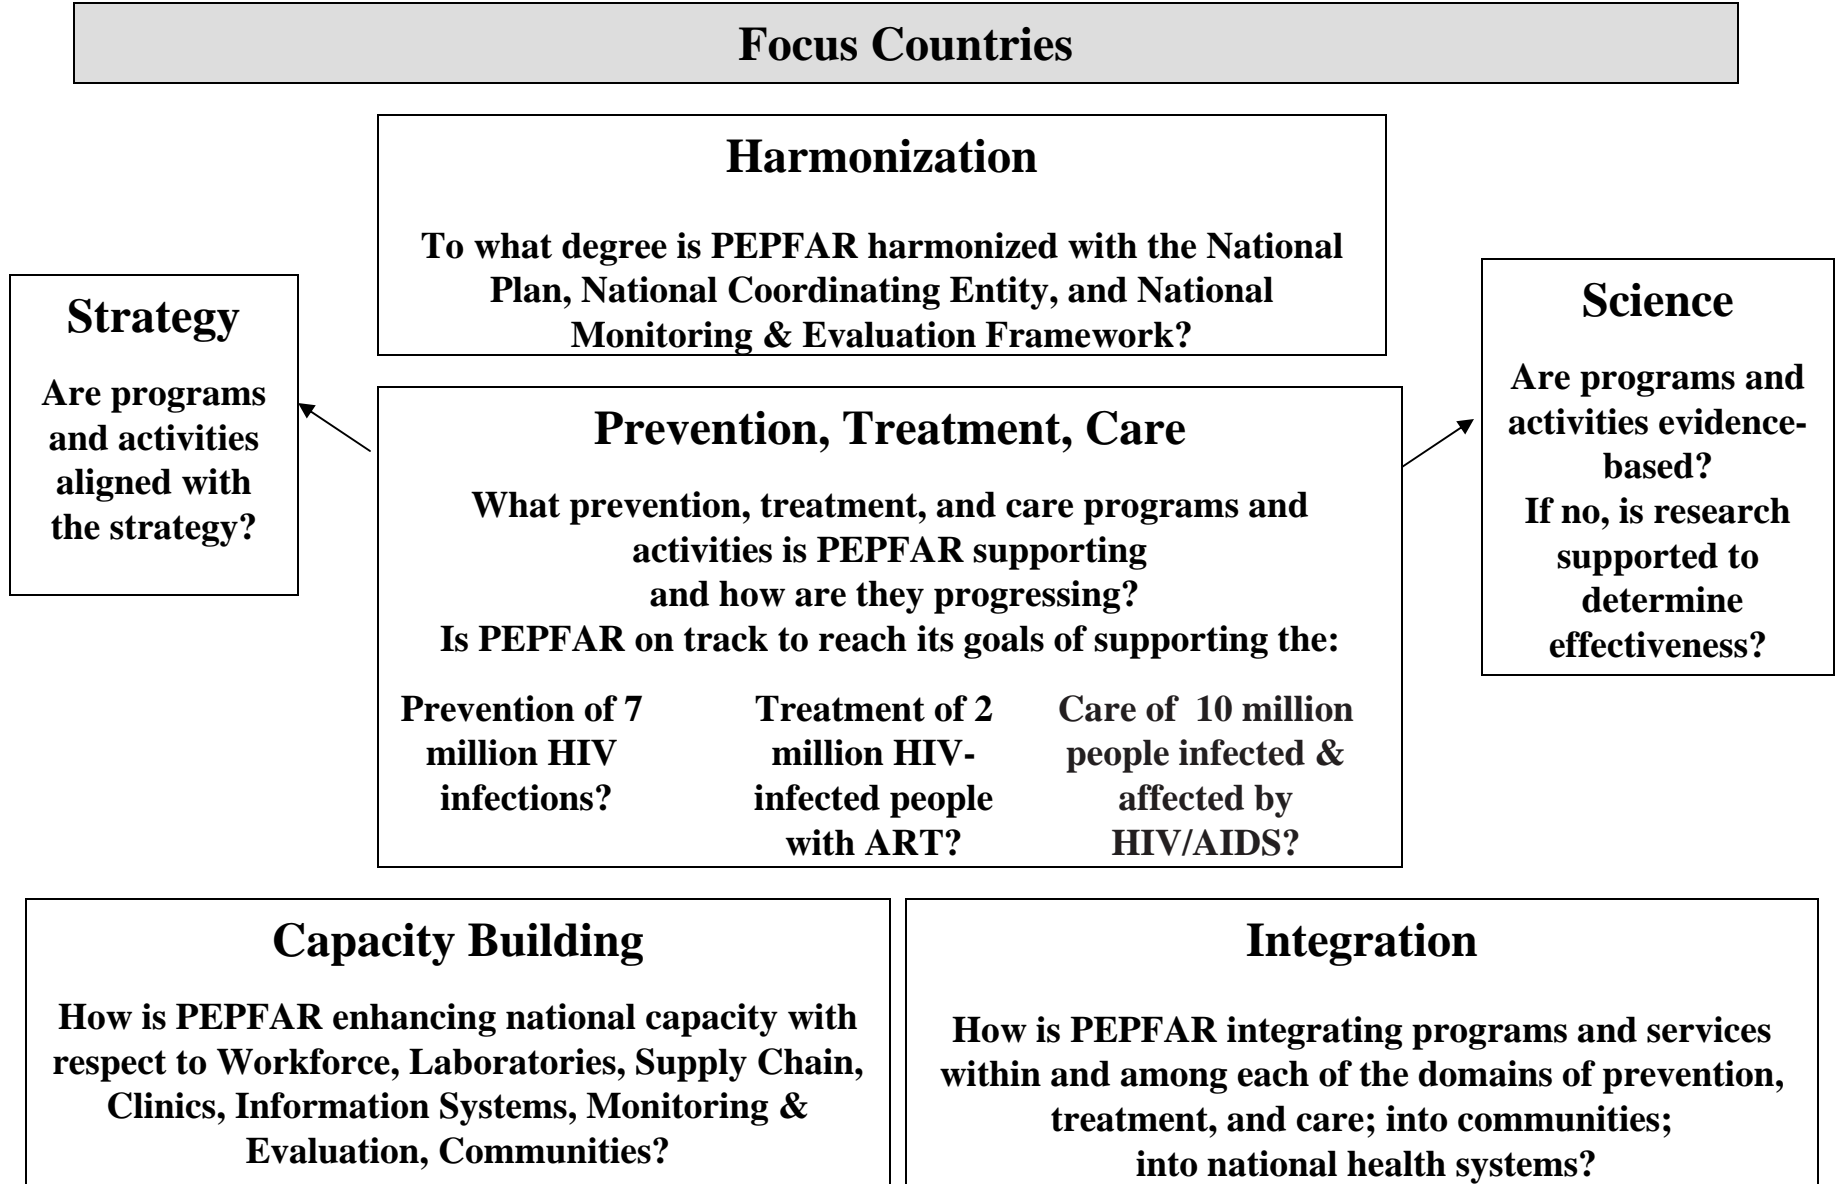 Focus Countries
Harmonization
To what degree is PEPFAR harmonized with the National
Plan, National Coordinating Entity, and National
Monitoring & Evaluation Framework?
Strategy
Are programs
and activities
aligned with
the strategy?
Prevention, Treatment, Care
What prevention, treatment, and care programs and
activities is PEPFAR supporting
and how are they progressing?
Is PEPFAR on track to reach its goals of supporting the:
Prevention of 7
million HIV
infections?
Treatment of 2
million HIV-
infected people
with ART?
Care of 10 million
people infected &
affected by
HIV/AIDS?
Science
Are programs and
activities evidence-
based?
If no, is research
supported to
determine
effectiveness?
Capacity Building
How is PEPFAR enhancing national capacity with
respect to Workforce, Laboratories, Supply Chain,
Clinics, Information Systems, Monitoring &
Evaluation, Communities?
Integration
How is PEPFAR integrating programs and services
within and among each of the domains of prevention,
treatment, and care; into communities;
into national health systems?